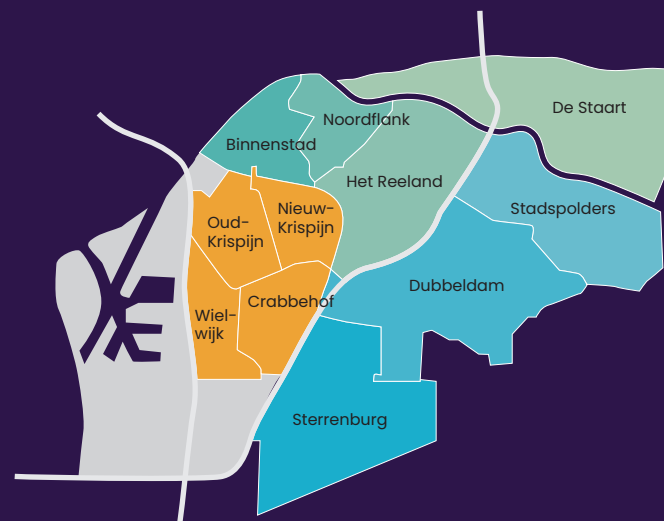 De Staart
Noordflank
Binnenstad
Het Reeland
Stadspolders
Nieuw-
Krispijn
Oud-
Krispijn
Dubbeldam
Crabbehof
Wiel-
wijk
Sterrenburg